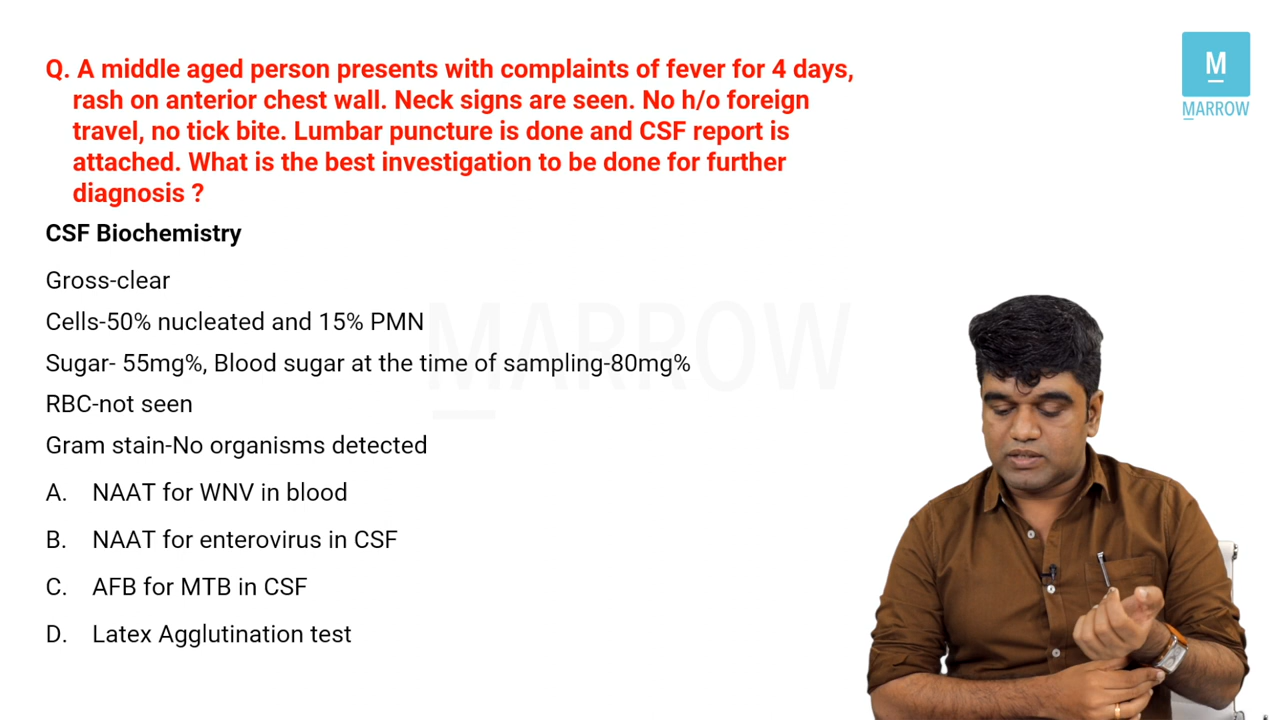 Q. A middle aged person presents with complaints of fever for 4 days,
rash on anterior chest wall. Neck signs are seen. No h/o foreign
travel, no tick bite. Lumbar puncture is done and CSF report is
attached. What is the best investigation to be done for further
diagnosis ?
M
MARROW
CSF Biochemistry
Gross-clear
Cells-50% nucleated and 15% PMN
Sugar- 55mg%, Blood sugar at the time of sampling-80mg%
RBC-not seen
Gram stain-No organisms detected
MARROW
A. NAAT for WNV in blood
B. NAAT for enterovirus in CSF
C. AFB for MTB in CSF
D. Latex Agglutination test